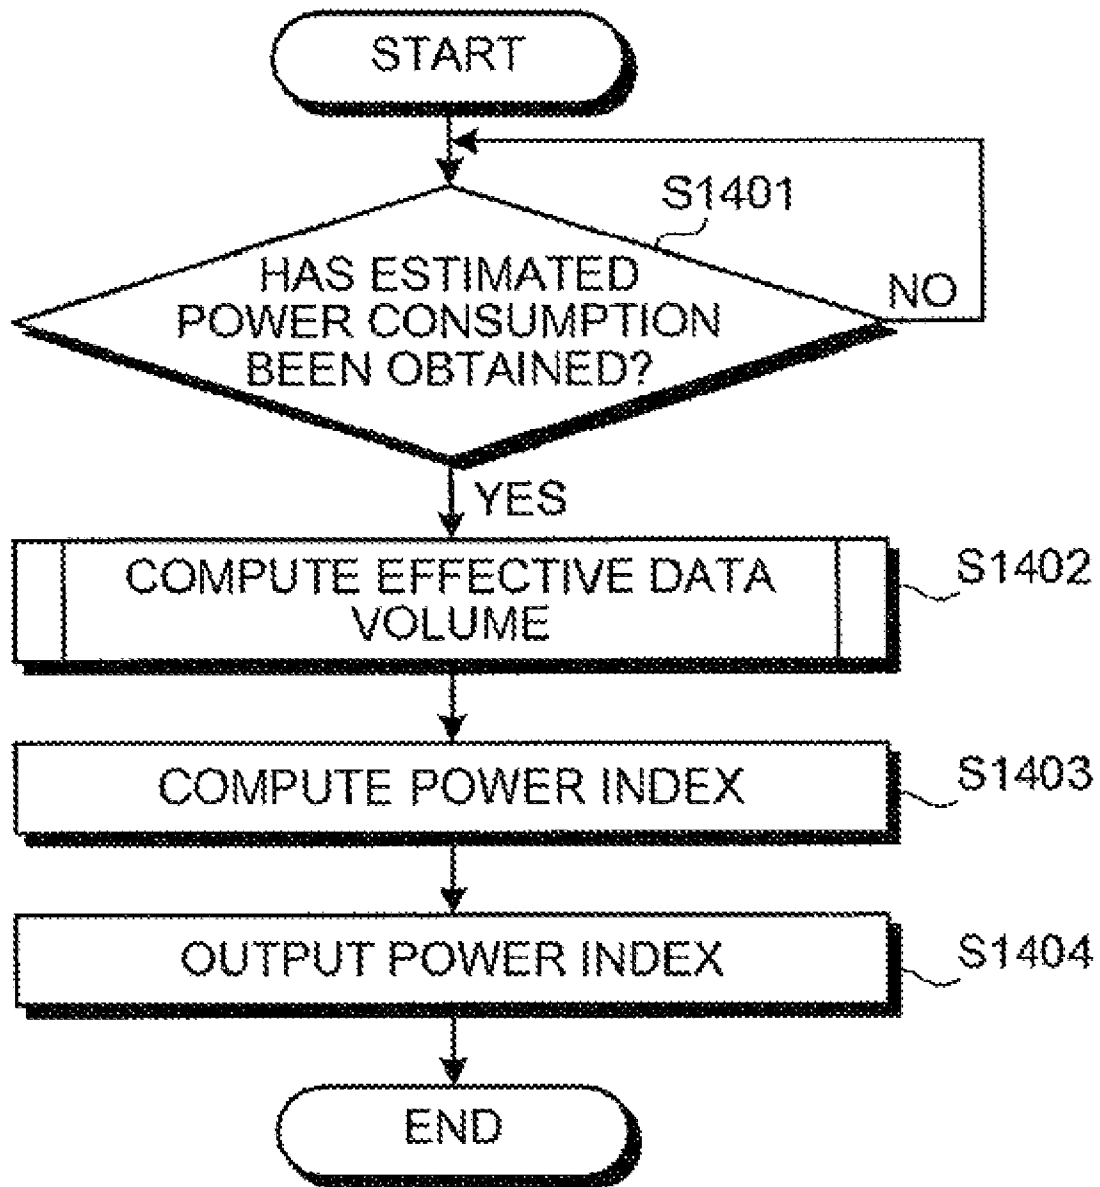 START
S1401
HAS ESTIMATED
POWER CONSUMPTION
BEEN OBTAINED?
NO
YES
COMPUTE EFFECTIVE DATA
VOLUME
S1402
COMPUTE POWER INDEX
S1403
OUTPUT POWER INDEX
S1404
END